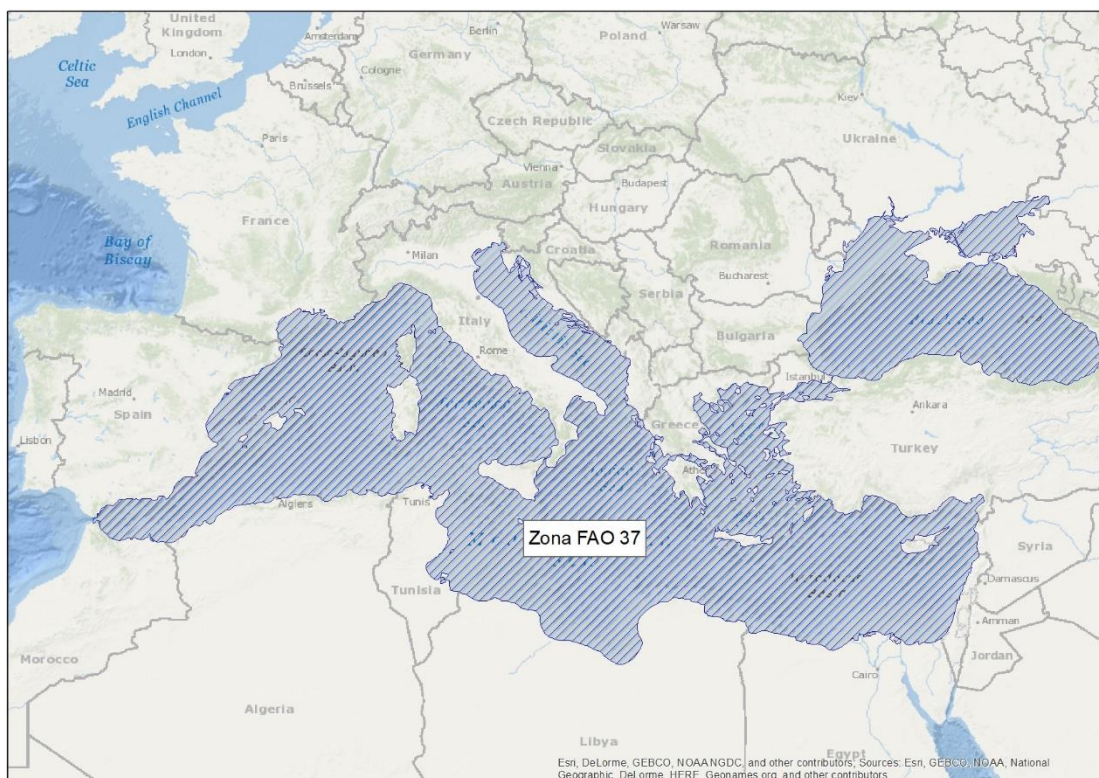 United
Kingdom
London
Amsterdam
Berlin
Warsaw
Poland
Germany
Celtic
Sea
Brussels
Cologne
English Channel
Kiev
Paris
Czech Republic
Ukraine
Slovakia
Vienna
Austria
Budapest
Hungary
France
Bay of
Biscay
Milan
Croatia
Romania
Bucharest
Serbia
Italy
Bulgaria
Rome
Istanbul
Madrid
Spain
Ankara
Greece
Turkey
Lisbon
Algiers
Tunis
Zona FAO 37
Syria
Damascus
Tunisia
Amman
Jordan
Morocco
Cairo
Algeria
Libya
Egypt
Esri, DeLorme, GEBCO, NOAANGDC, and other contributors; Sources: Esri, GEBCO, NOAA, National
Geographic, DeLorme, HERE, Geonames.org, and other contributors